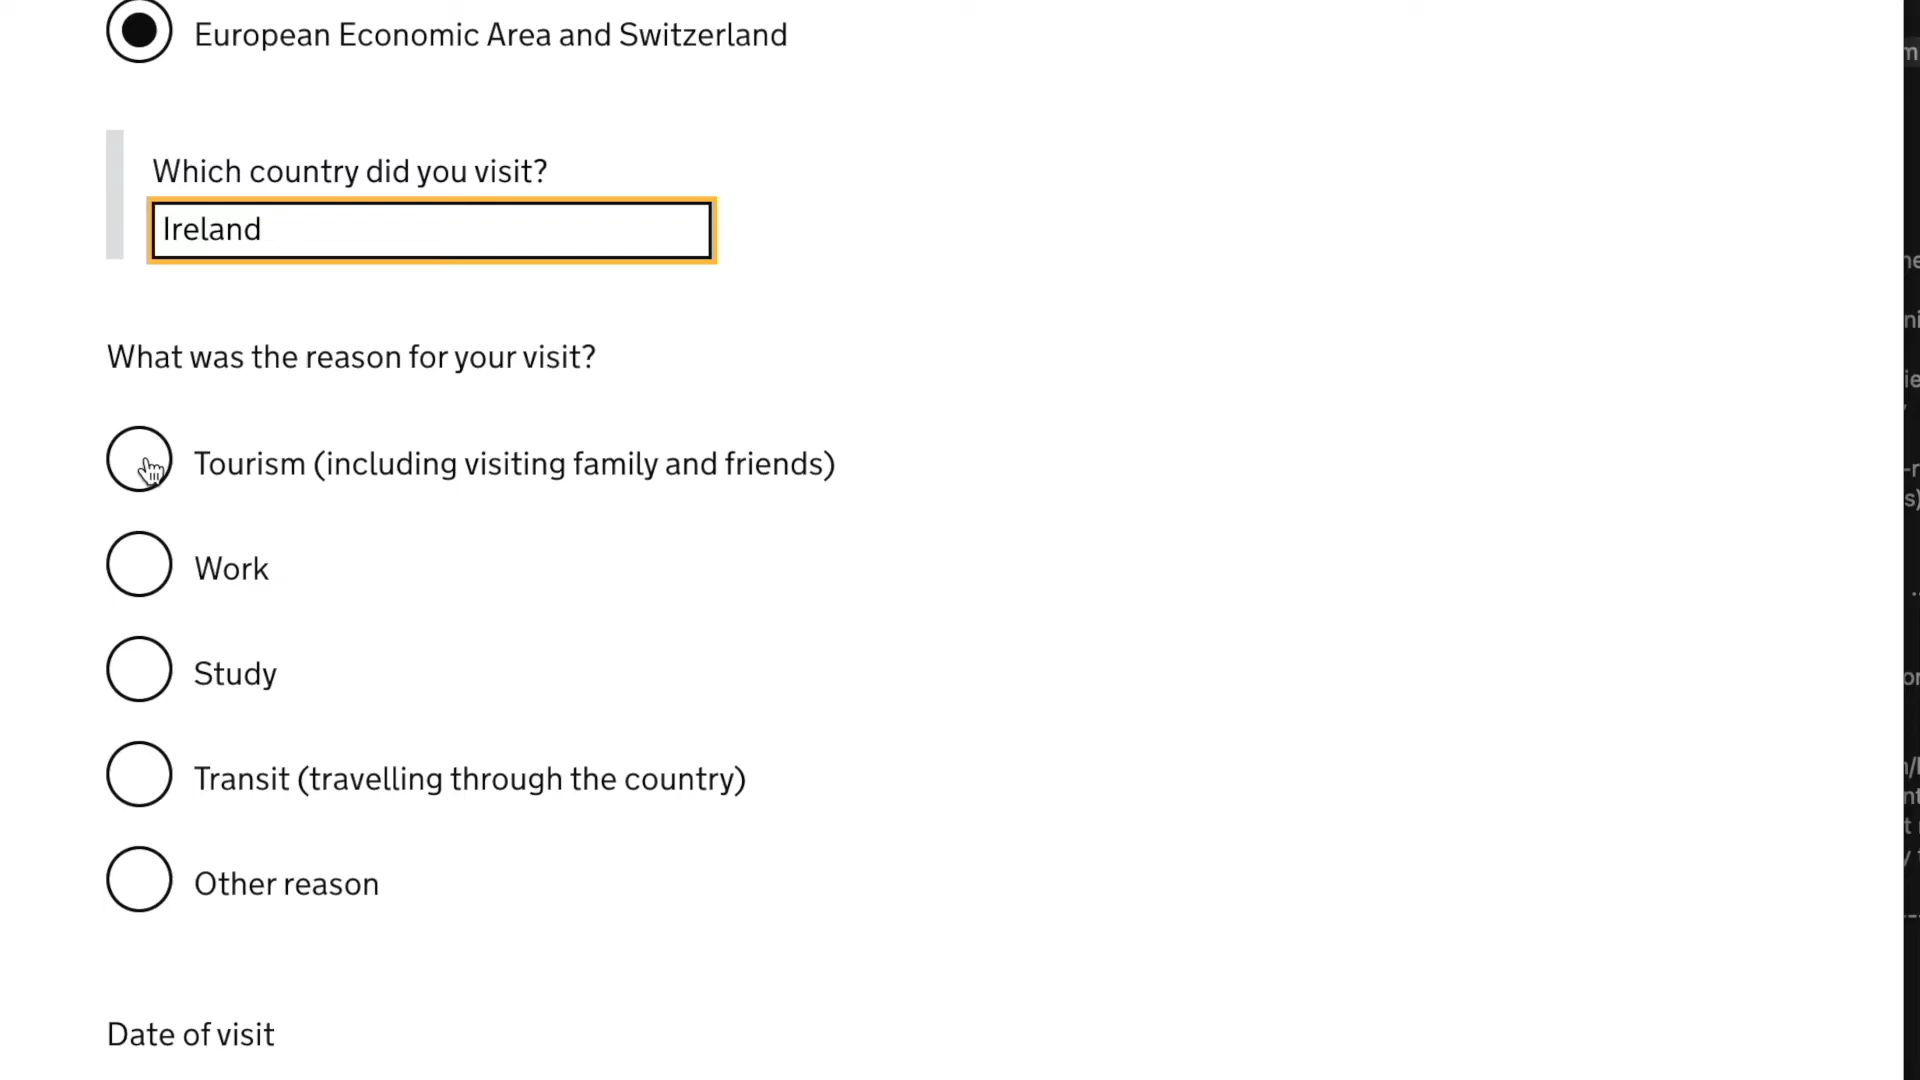 European Economic Area and Switzerland
Which country did you visit?
Ireland
What was the reason for your visit?
Tourism (including visiting family and friends)
Work
Study
Transit (travelling through the country)
Other reason
Date of visit